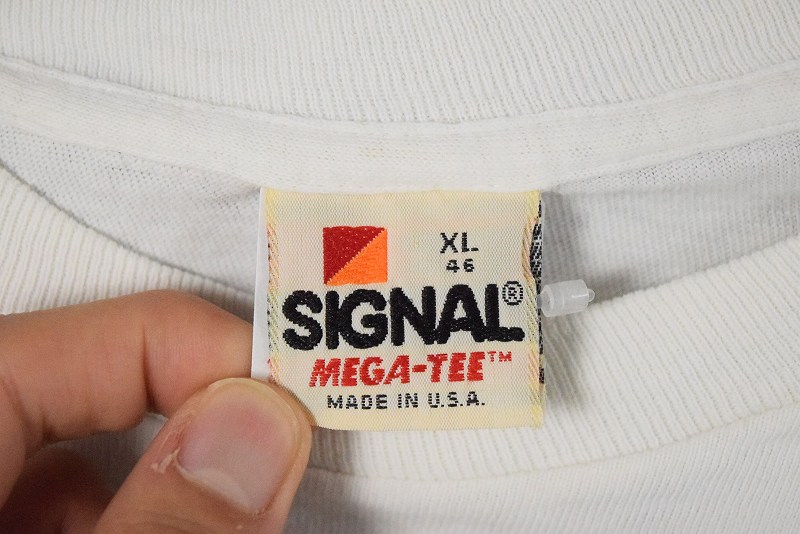 XL
46
SIGNAL®
MEGA-TEE™
MADE IN U.S.A.